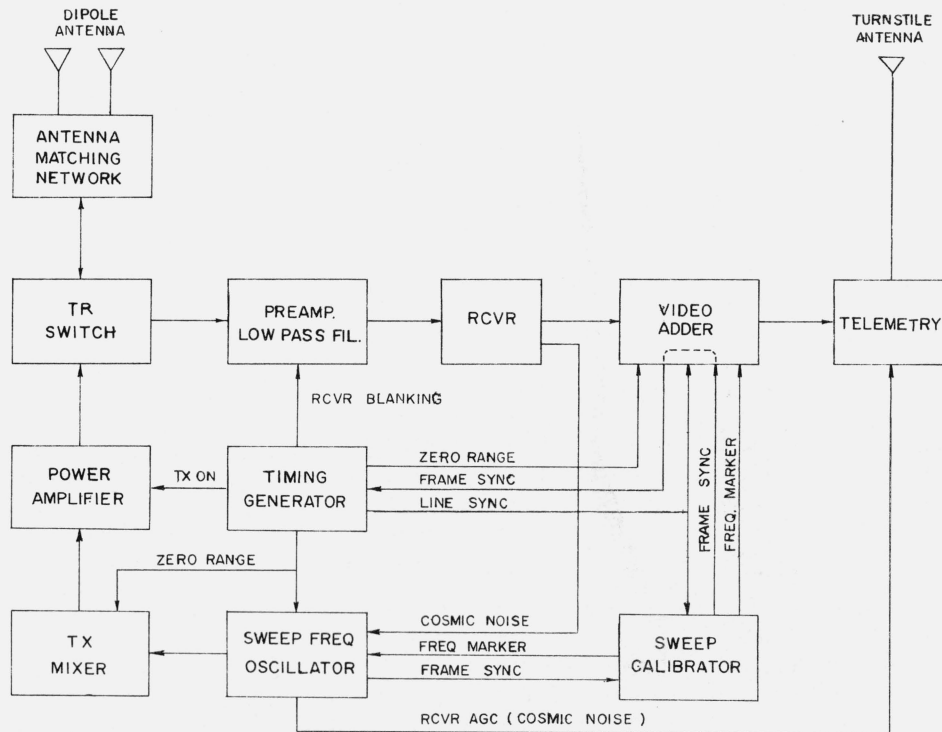 DIPOLE
ANTENNA
TURNSTILE
ANTENNA
ANTENNA
MATCHING
NETWORK
TR
SWITCH
PREAMP.
LOW PASS FIL.
RCVR
VIDEO
ADDER
TELEMETRY
RCVR BLANKING
POWER
AMPLIFIER
TX ON
TIMING
GENERATOR
ZERO RANGE
FRAME SYNC
LINE SYNC
FRAME SYNC
FREQ. MARKER
ZERO RANGE
TX
MIXER
SWEEP FREQ
OSCILLATOR
COSMIC NOISE
FREQ MARKER
FRAME SYNC
SWEEP
CALIBRATOR
RCVR AGC ( COSMIC NOISE )